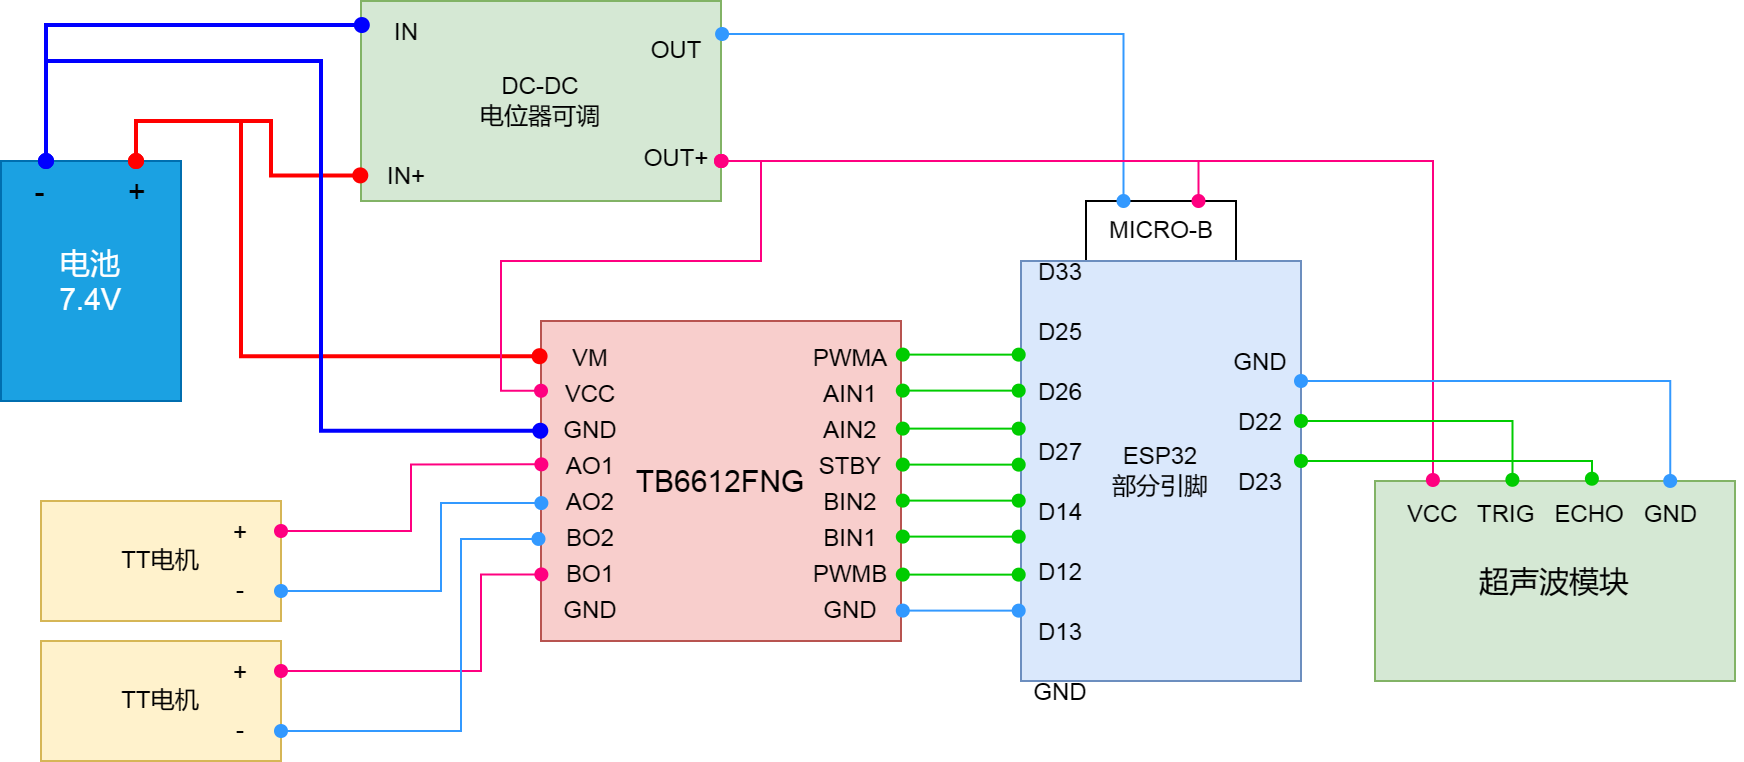 IN
OUT
DC-DC
电位器可调
OUT+
IN+
- +
电池
7.4V
MICRO-B
TB6612FNG
VM
VCC
GND
AO1
AO2
BO2
BO1
GND
PWMA
AIN1
AIN2
STBY
BIN2
BIN1
PWMB
GND
D33
D25
D26
D27
D14
D12
D13
GND
ESP32
部分引脚
GND
D22
D23
VCC TRIG ECHO GND
超声波模块
+
TT电机
-
+
TT电机
-